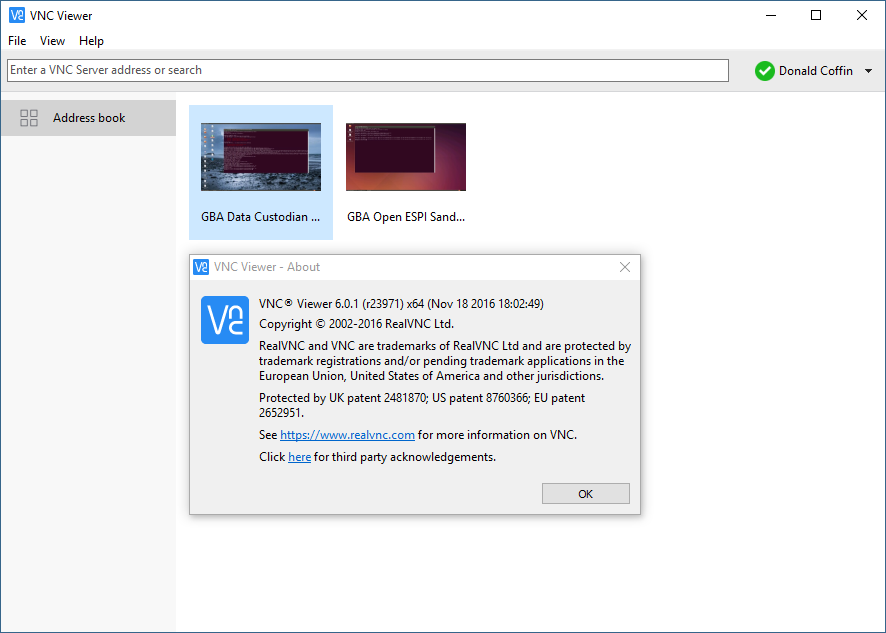 VNC Viewer
File View Help
Enter a VNC Server address or search
Donald Coffin
Address book
GBA Data Custodian ...
GBA Open ESPI Sand...
VNC Viewer - About
VNC® Viewer 6.0.1 (r23971) x64 (Nov 18 2016 18:02:49)
Copyright © 2002-2016 RealVNC Ltd.
RealVNC and VNC are trademarks of RealVNC Ltd and are protected by
trademark registrations and/or pending trademark applications in the
European Union, United States of America and other jurisdictions.
Protected by UK patent 2481870; US patent 8760366; EU patent
2652951.
See https://www.realvnc.com for more information on VNC.
Click here for third party acknowledgements.
OK